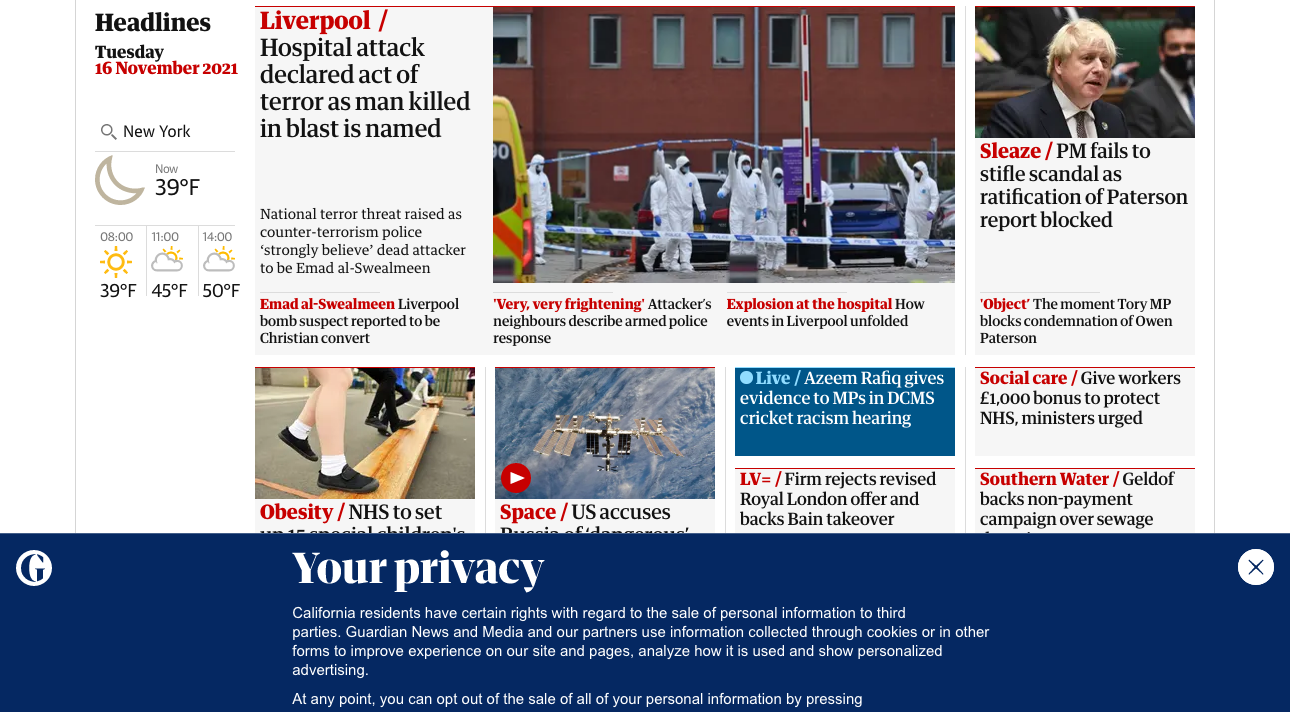 Headlines
Tuesday
16 November 2021
New York
Now
39°F
08:00
11:00
14:00
39°F
45°F
50°F
Liverpool /
Hospital attack
declared act of
terror as man killed
in blast is named
National terror threat raised as
counter-terrorism police
‘strongly believe’ dead attacker
to be Emad al-Swealmeen
Emad al-Swealmeen Liverpool
bomb suspect reported to be
Christian convert
90
'Very, very frightening' Attacker’s
neighbours describe armed police
response
Explosion at the hospital How
events in Liverpool unfolded
Sleaze / PM fails to
stifle scandal as
ratification of Paterson
report blocked
'Object’ The moment Tory MP
blocks condemnation of Owen
Paterson
Obesity / NHS to set
up 15 special children's
Space / US accuses
Russia of ‘dangerous’
Live / Azeem Rafiq gives
evidence to MPs in DCMS
cricket racism hearing
LV= / Firm rejects revised
Royal London offer and
backs Bain takeover
Social care / Give workers
£1,000 bonus to protect
NHS, ministers urged
Southern Water / Geldof
backs non-payment
campaign over sewage
G
Your privacy
California residents have certain rights with regard to the sale of personal information to third
parties. Guardian News and Media and our partners use information collected through cookies or in other
forms to improve experience on our site and pages, analyze how it is used and show personalized
advertising.
At any point, you can opt out of the sale of all of your personal information by pressing